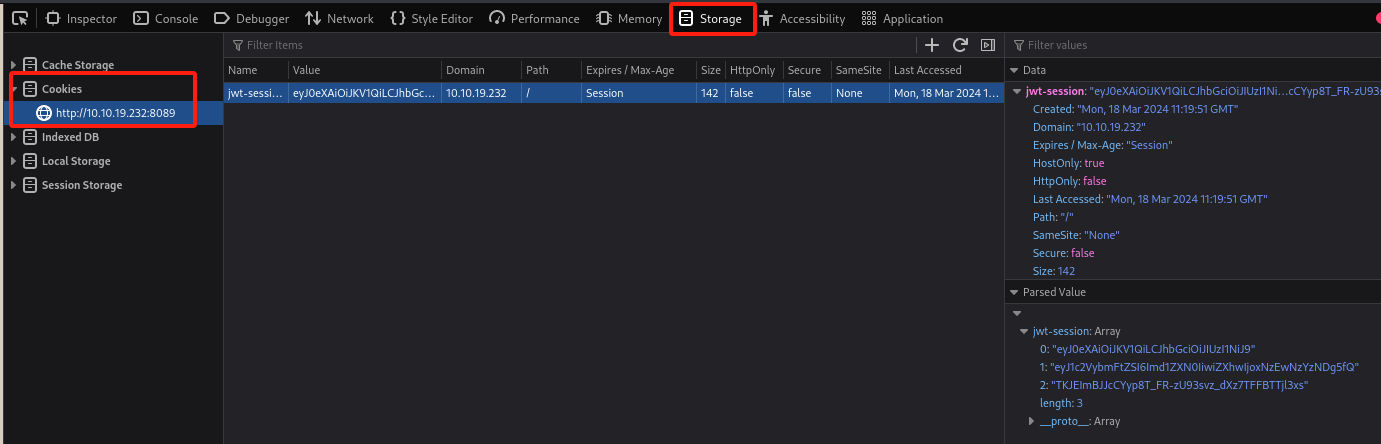 Inspector Console Debugger Network Style Editor Performance Memory Storage Accessibility Application
Filter Items
Filter values
Cache Storage
Cookies
http://10.10.19.232:8089
Indexed DB
Local Storage
Session Storage
Name Value Domain Path Expires / Max-Age Size HttpOnly Secure SameSite Last Accessed
jwt-sessi... eyJ0eXAiOiJKV1QiLCJhbGc... 10.10.19.232 / Session 142 false false None Mon, 18 Mar 2024 1...
Data
jwt-session: "eyJ0eXAiOiJKV1QiLCJhbGciOiJIUzI1Ni...cCYyp8T_FR-zU93s
Created: "Mon, 18 Mar 2024 11:19:51 GMT"
Domain: "10.10.19.232"
Expires / Max-Age: "Session"
HostOnly: true
HttpOnly: false
Last Accessed: "Mon, 18 Mar 2024 11:19:51 GMT"
Path: "/"
SameSite: "None"
Secure: false
Size: 142
Parsed Value
jwt-session: Array
0: "eyJ0eXAiOiJKV1QiLCJhbGciOiJIUzI1NiJ9"
1: "eyJ1c2VybmFtZSI6Imd1ZXN0IiwiZXhwIjoxNzEwNzYzNDg5fQ"
2: "TKJEImBJJcCYyp8T_FR-zU93svz_dXz7TFFBTTjl3xs"
length: 3
__proto__: Array